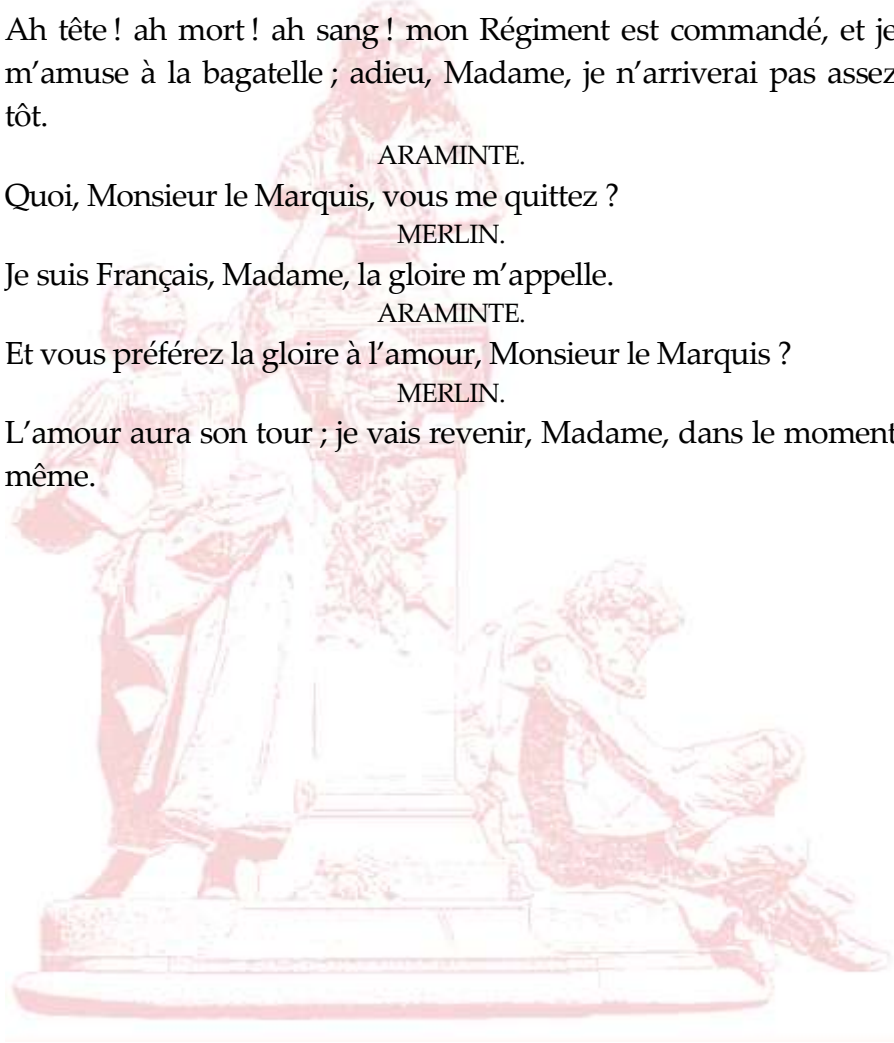 Ah tête ! ah mort ! ah sang ! mon Régiment est commandé, et je
m’amuse à la bagatelle ; adieu, Madame, je n’arriverai pas assez
tôt.
ARAMINTE.
Quoi, Monsieur le Marquis, vous me quittez ?
MERLIN.
Je suis Français, Madame, la gloire m’appelle.
ARAMINTE.
Et vous préférez la gloire à l’amour, Monsieur le Marquis ?
MERLIN.
L’amour aura son tour ; je vais revenir, Madame, dans le moment
même.